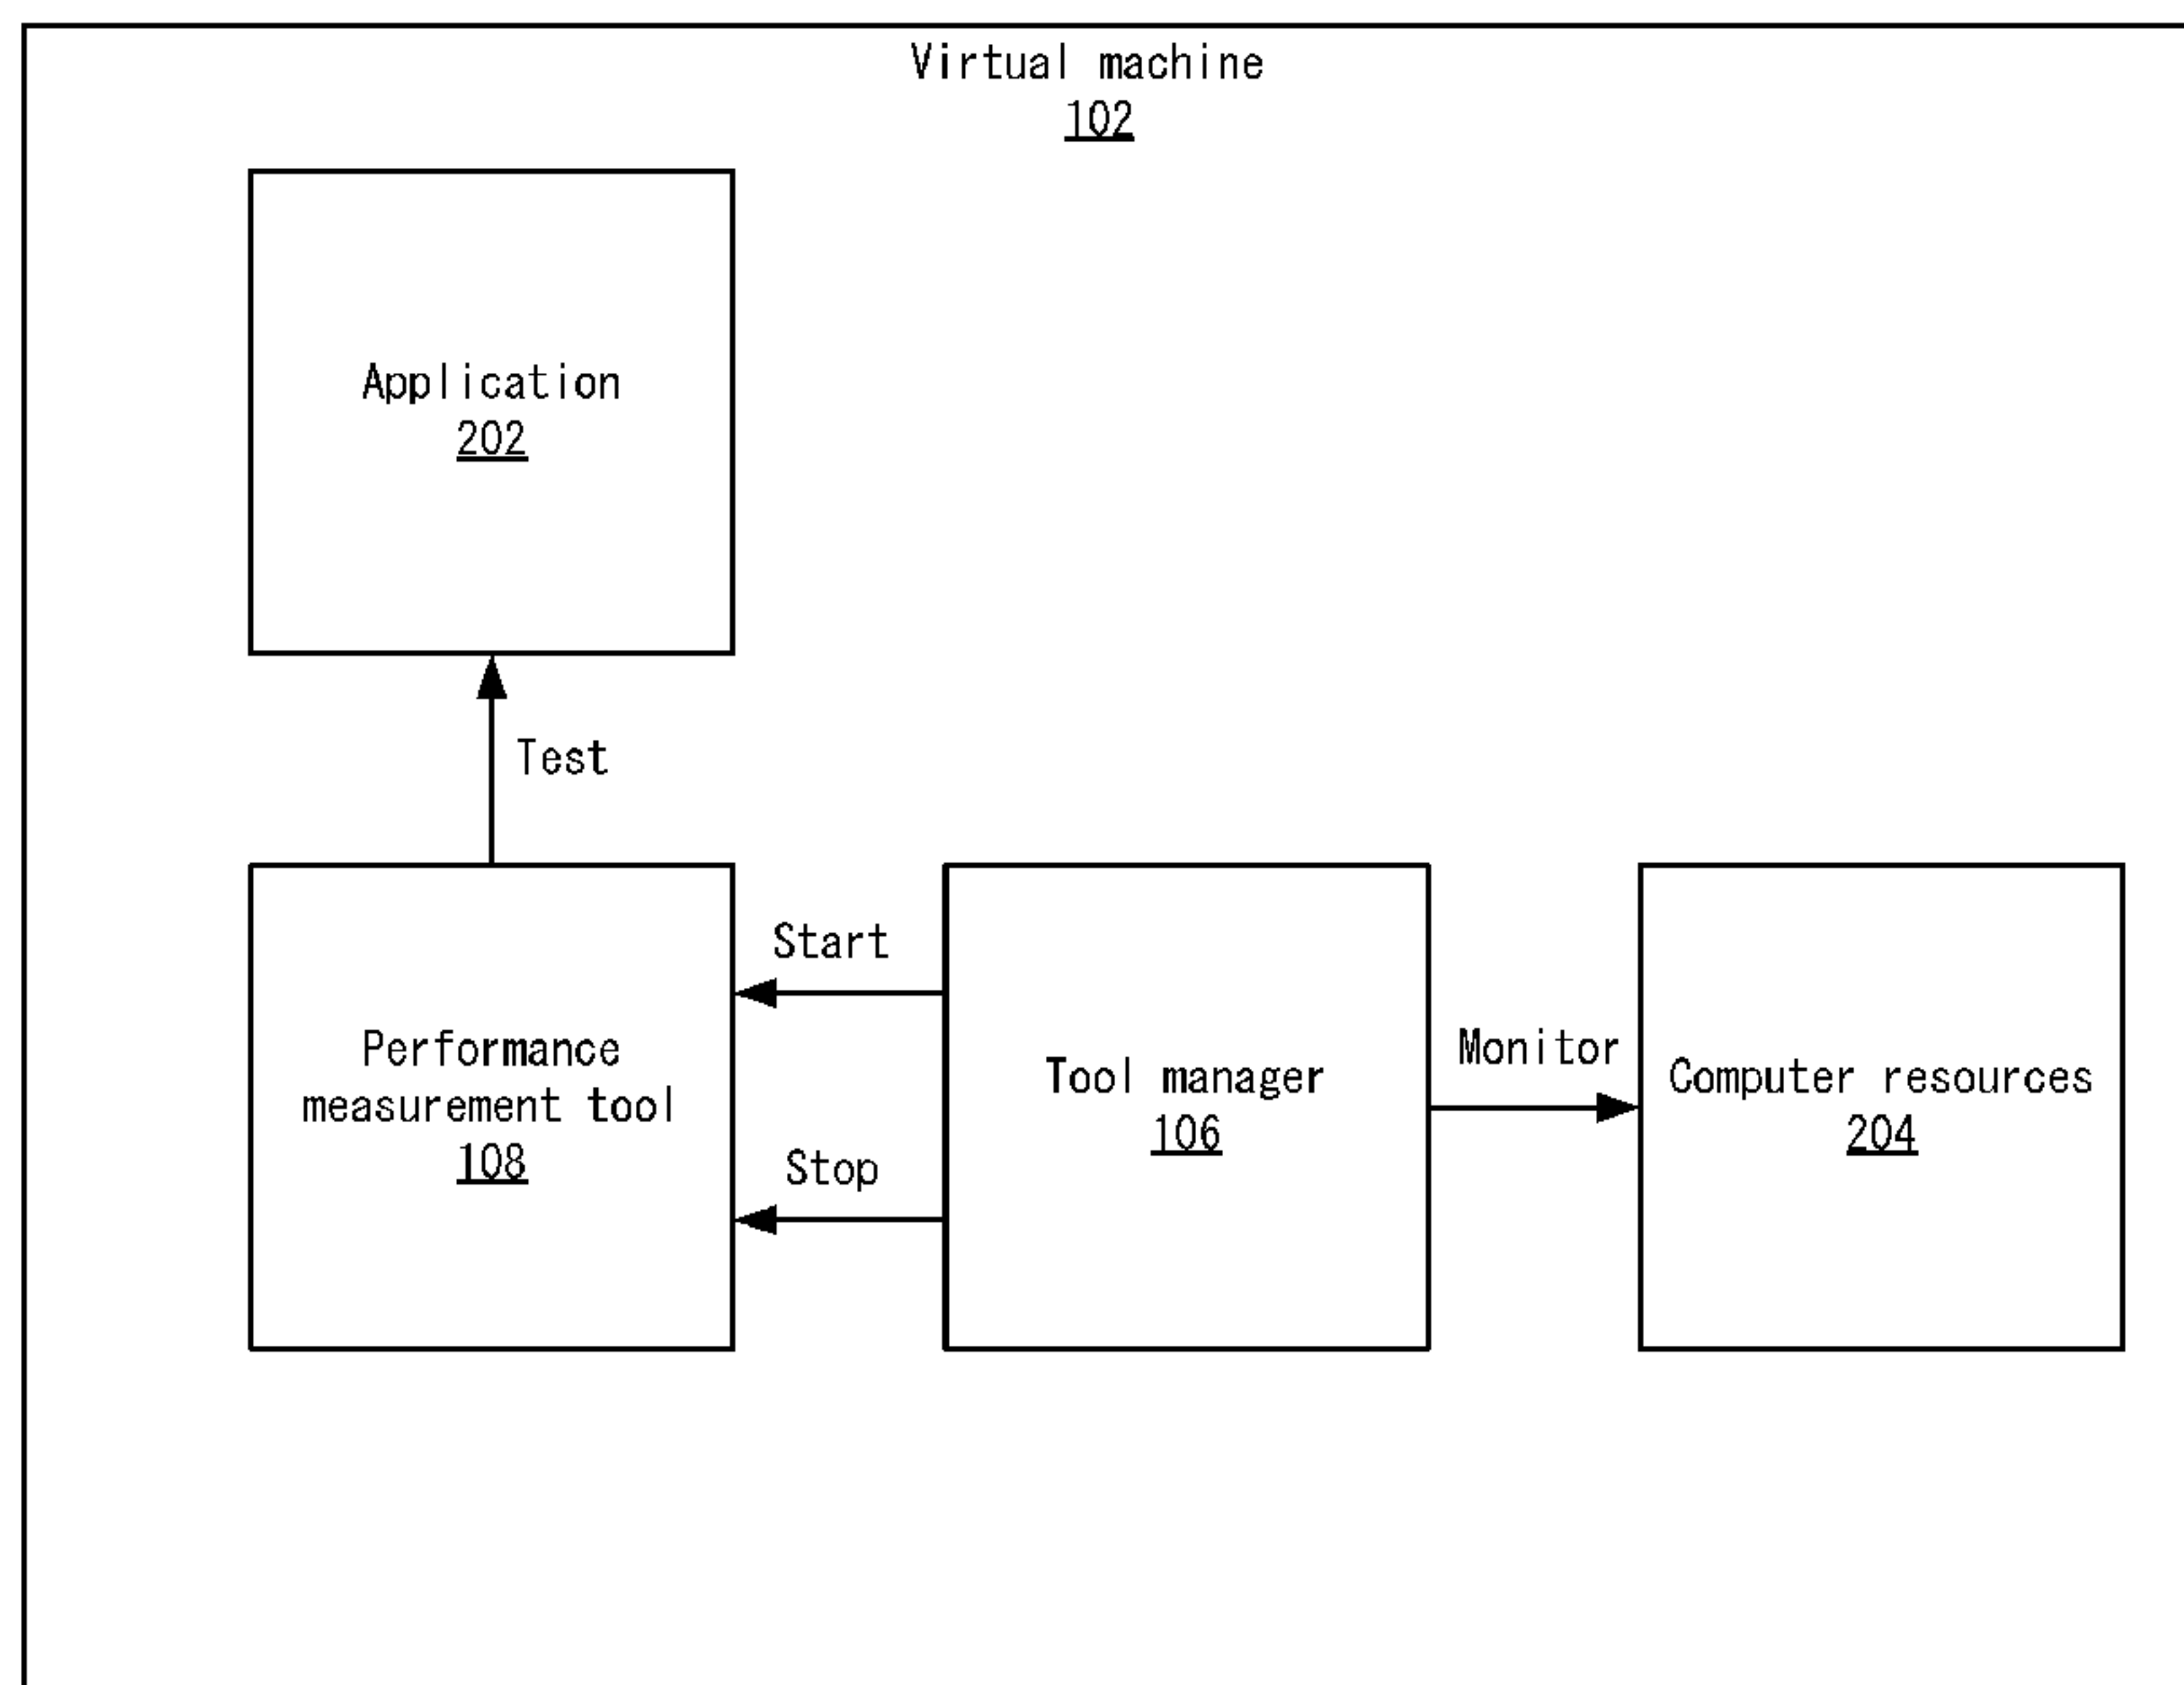 Virtual machine
102
Application
202
Test
Performance
measurement tool
108
Start
Stop
Tool manager
106
Monitor
Computer resources
204